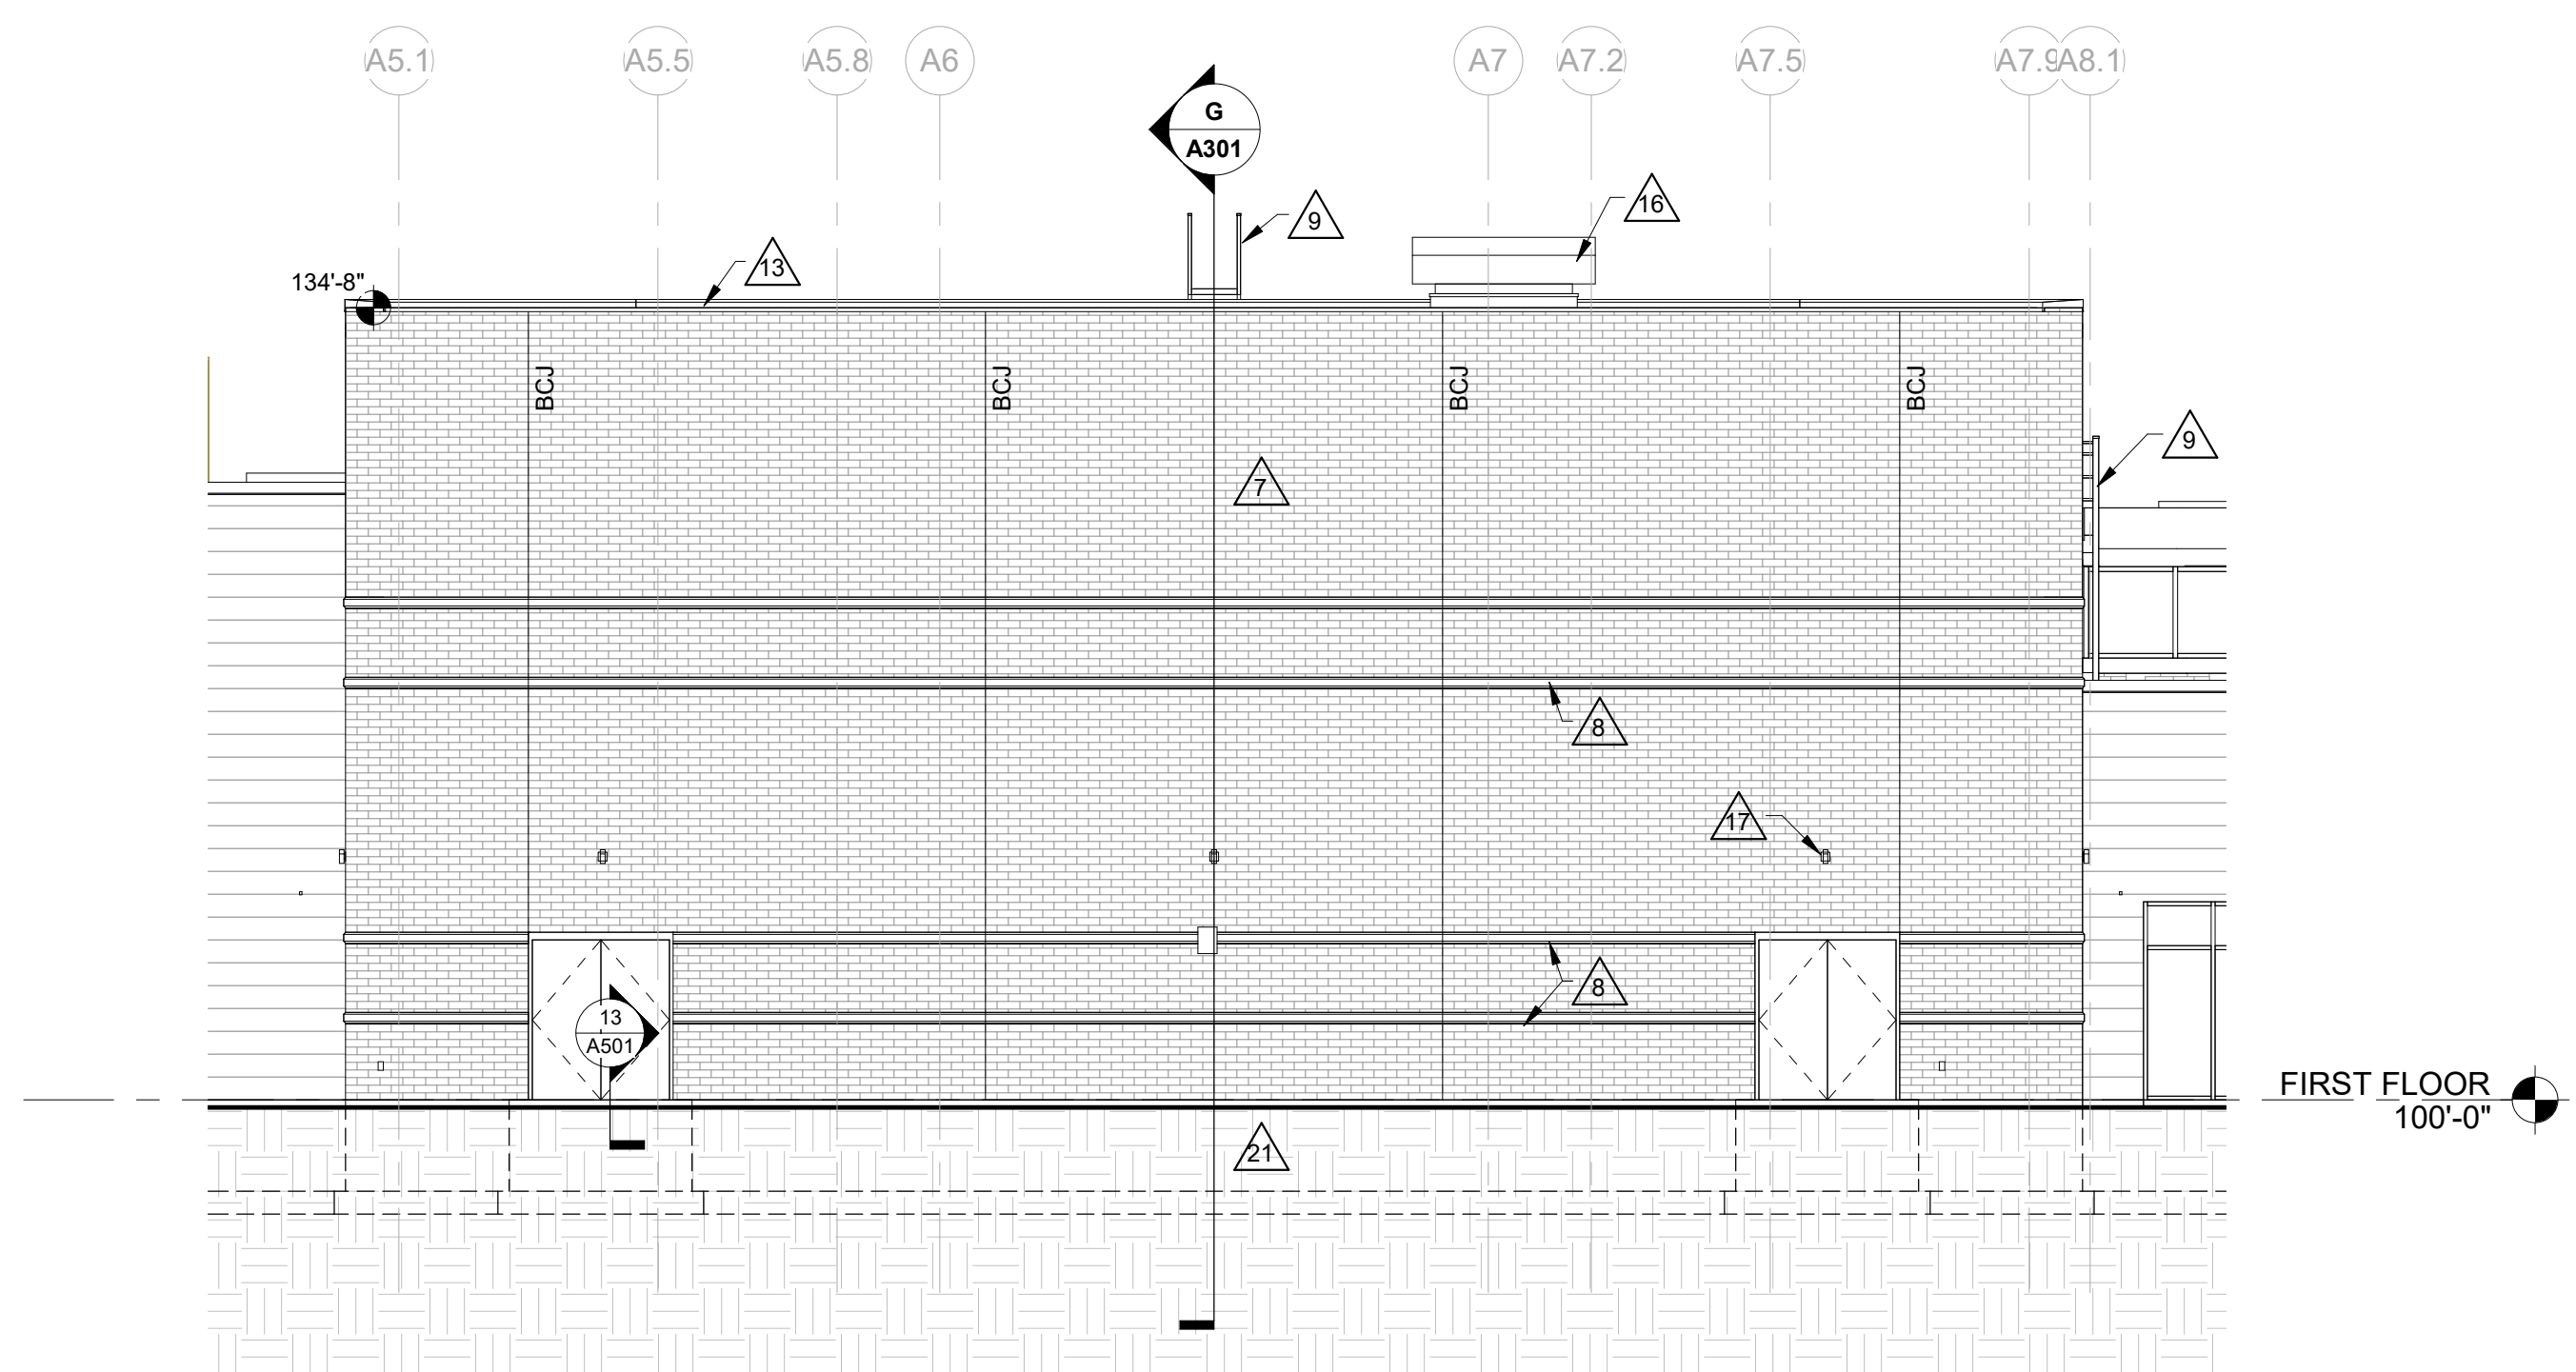 A5.1
A5.5
A5.8
A6
A7
A7.2
A7.5
A7.9
A8.1
G
A301
9
16
13
134'-8"
BCJ
BCJ
BCJ
BCJ
9
7
8
17
8
13
A501
FIRST FLOOR
100'-0"
21